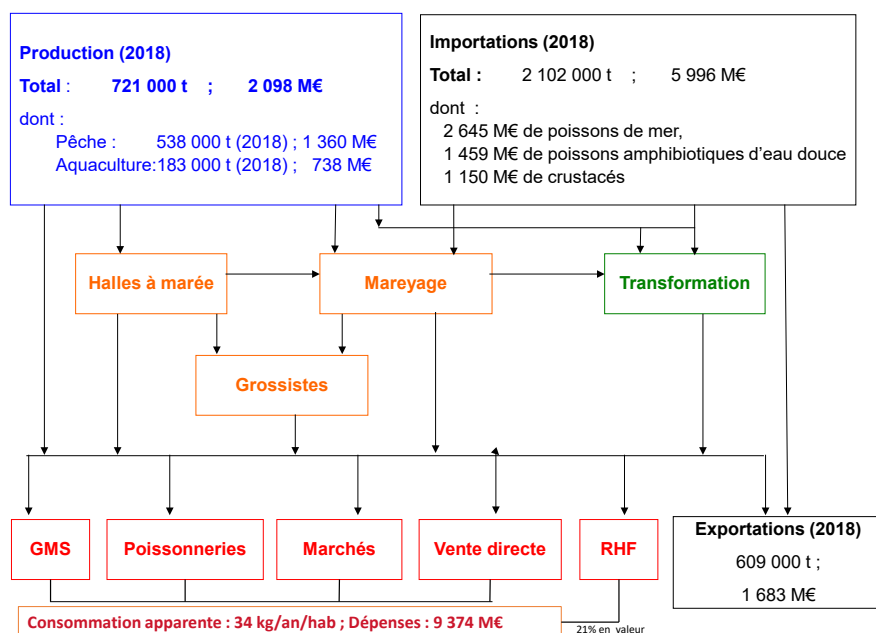 Production (2018)
Total : 721 000 t ; 2 098 M€
dont :
Pêche : 538 000 t (2018) ; 1 360 M€
Aquaculture:183 000 t (2018) ; 738 M€
Importations (2018)
Total : 2 102 000 t ; 5 996 M€
dont :
2 645 M€ de poissons de mer,
1 459 M€ de poissons amphibiotiques d'eau douce
1 150 M€ de crustacés
Halles à marée
Mareyage
Transformation
Grossistes
GMS
Poissonneries
Marchés
Vente directe
RHF
Exportations (2018)
609 000 t ;
1 683 M€
Consommation apparente : 34 kg/an/hab ; Dépenses : 9 374 M€
21% en valeur